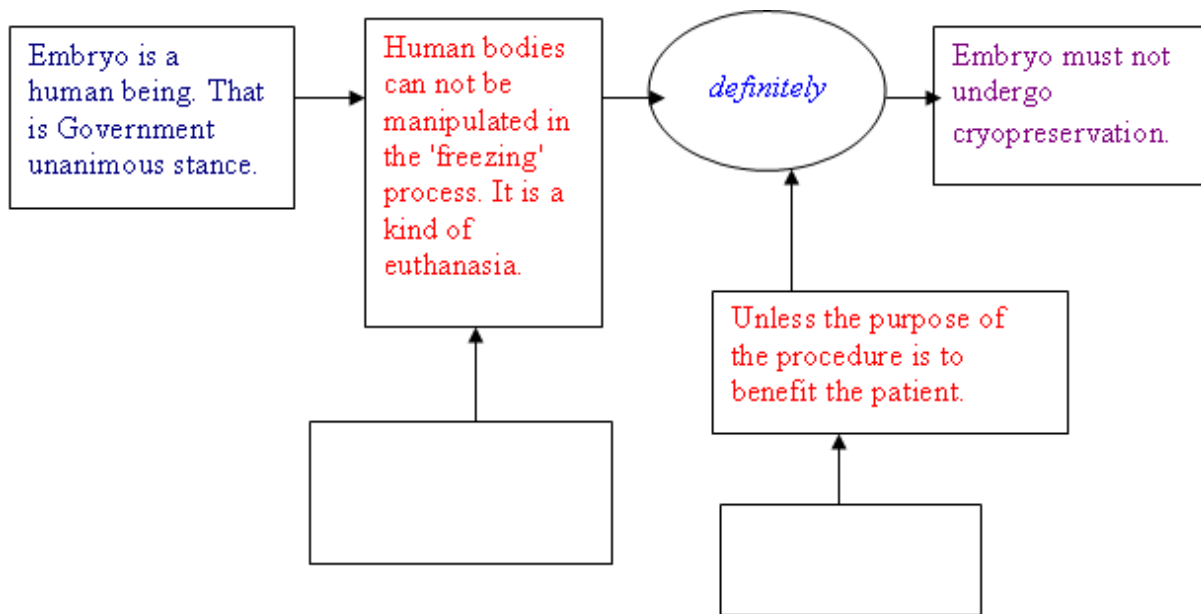 Embryo is a
human being. That
is Government
unanimous stance.
Human bodies
can not be
manipulated in
the 'freezing'
process. It is a
kind of
euthanasia.
definitely
Embryo must not
undergo
cryopreservation.
Unless the purpose of
the procedure is to
benefit the patient.